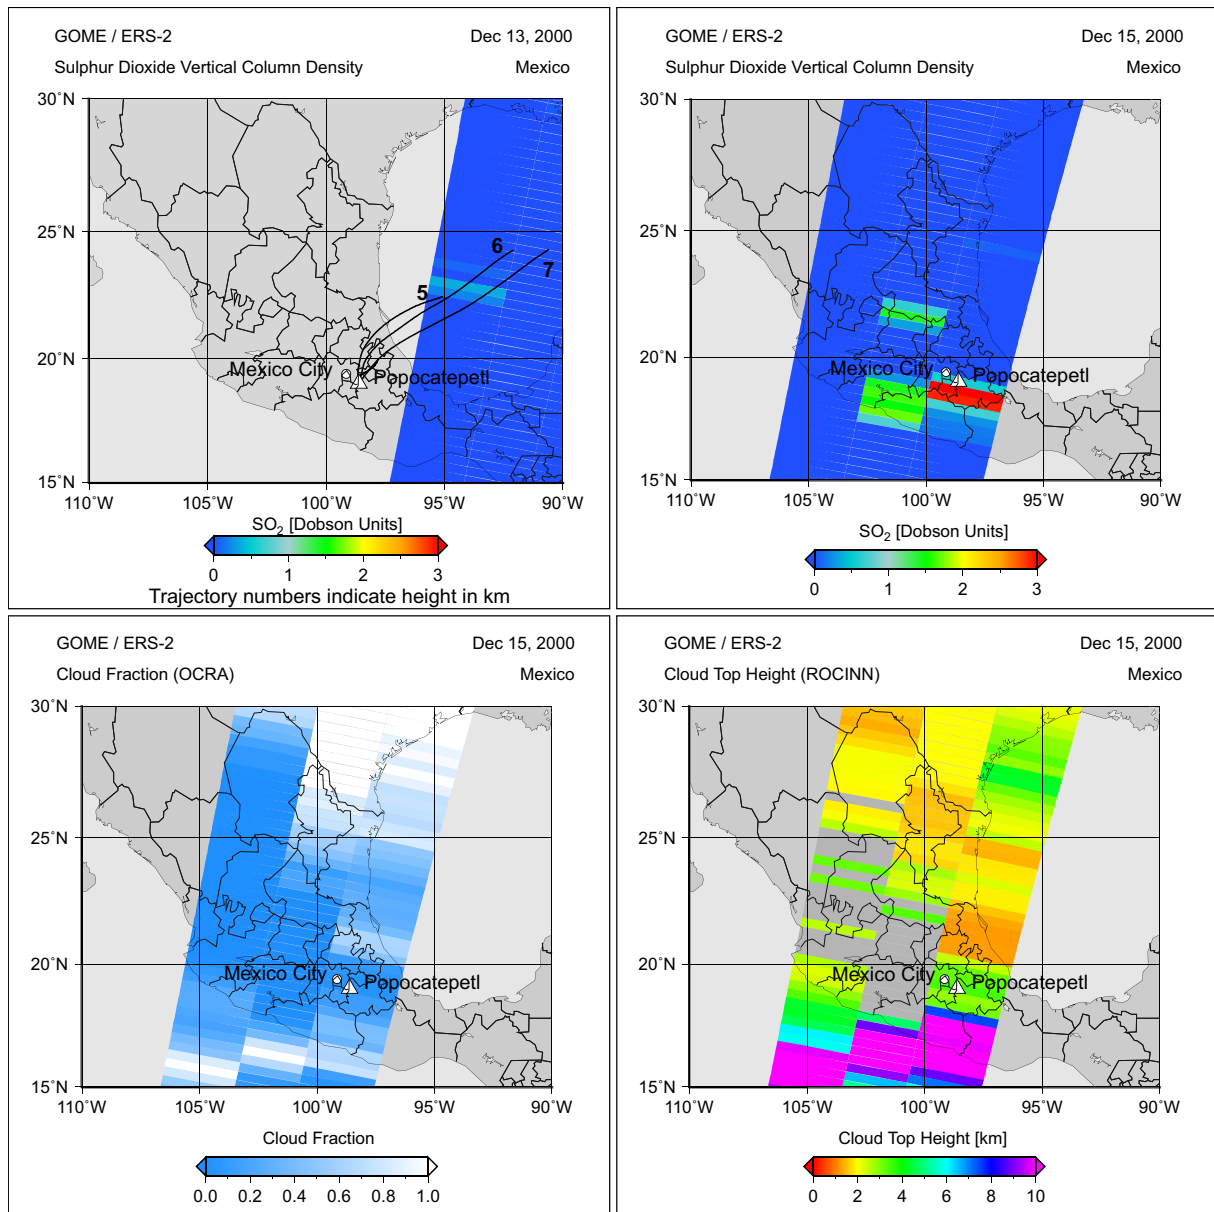 GOME / ERS-2 Dec 13, 2000
Sulphur Dioxide Vertical Column Density Mexico
30˚N
25˚N
20˚N
15˚N
6
7
5
Mexico City
Popocatepetl
110˚W 105˚W 100˚W 95˚W 90˚W
SO2 [Dobson Units]
0 1 2 3
Trajectory numbers indicate height in km
GOME / ERS-2 Dec 15, 2000
Sulphur Dioxide Vertical Column Density Mexico
30˚N
25˚N
20˚N
15˚N
Mexico City
Popocatepetl
110˚W 105˚W 100˚W 95˚W 90˚W
SO2 [Dobson Units]
0 1 2 3
GOME / ERS-2 Dec 15, 2000
Cloud Fraction (OCRA) Mexico
30˚N
25˚N
20˚N
15˚N
Mexico City
Popocatepetl
110˚W 105˚W 100˚W 95˚W 90˚W
Cloud Fraction
0.0 0.2 0.4 0.6 0.8 1.0
GOME / ERS-2 Dec 15, 2000
Cloud Top Height (ROCINN) Mexico
30˚N
25˚N
20˚N
15˚N
Mexico City
Popocatepetl
110˚W 105˚W 100˚W 95˚W 90˚W
Cloud Top Height [km]
0 2 4 6 8 10